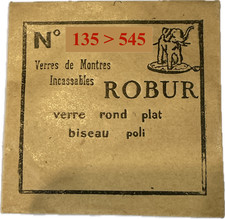 N° 135 > 545
Verres de Montres
Incassables
ROBUR
verre rond plat
biseau poli